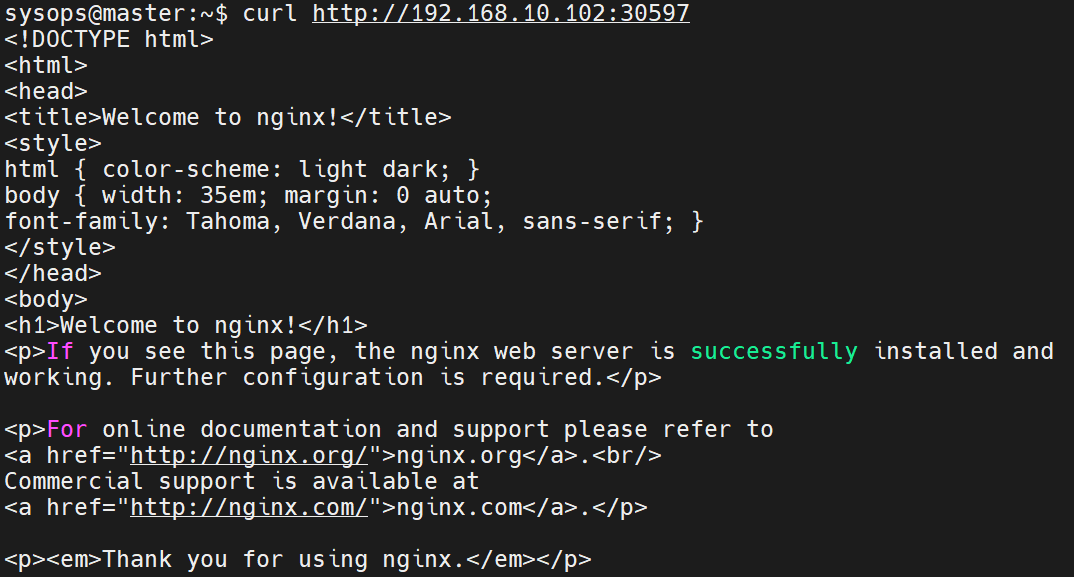 sysops@master:~$ curl http://192.168.10.102:30597
<!DOCTYPE html>
<html>
<head>
<title>Welcome to nginx!</title>
<style>
html { color-scheme: light dark; }
body { width: 35em; margin: 0 auto;
font-family: Tahoma, Verdana, Arial, sans-serif; }
</style>
</head>
<body>
<h1>Welcome to nginx!</h1>
<p>If you see this page, the nginx web server is successfully installed and
working. Further configuration is required.</p>

<p>For online documentation and support please refer to
<a href="http://nginx.org/">nginx.org</a>.<br/>
Commercial support is available at
<a href="http://nginx.com/">nginx.com</a>.</p>

<p><em>Thank you for using nginx.</em></p>